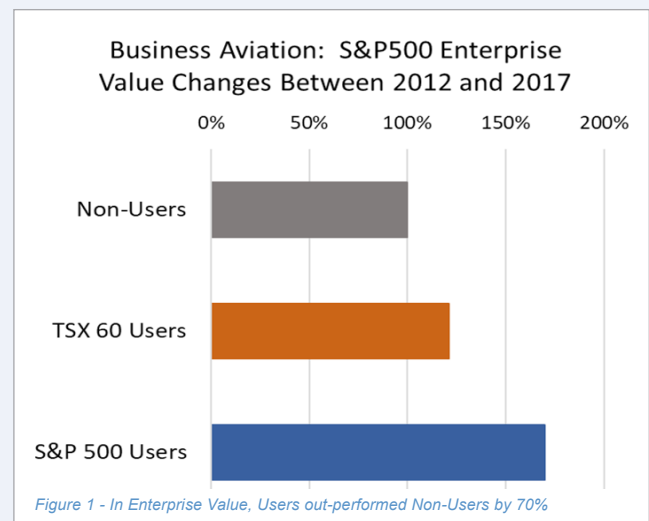 Business Aviation: S&P500 Enterprise
Value Changes Between 2012 and 2017
0% 50% 100% 150% 200%
Non-Users
TSX 60 Users
S&P 500 Users
Figure 1 - In Enterprise Value, Users out-performed Non-Users by 70%